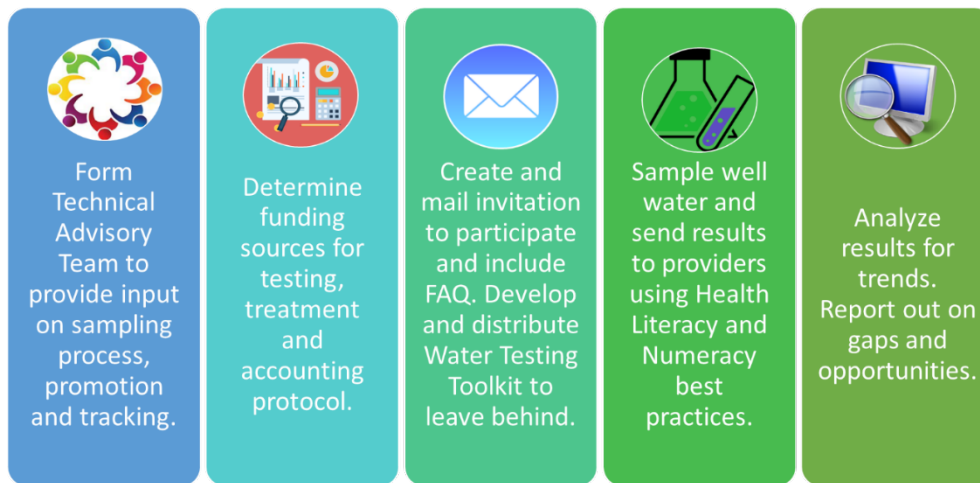 Form
Technical
Advisory
Team to
provide input
on sampling
process,
promotion
and tracking.
Determine
funding
sources for
testing,
treatment
and
accounting
protocol.
Create and
mail invitation
to participate
and include
FAQ. Develop
and distribute
Water Testing
Toolkit to
leave behind.
Sample well
water and
send results
to providers
using Health
Literacy and
Numeracy
best
practices.
Analyze
results for
trends.
Report out on
gaps and
opportunities.